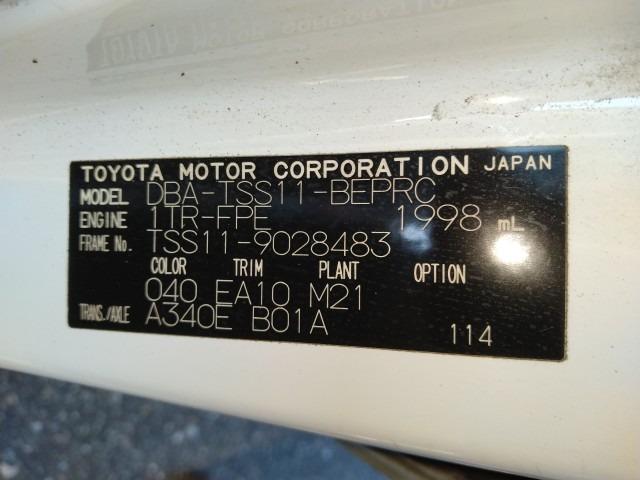 TOYOTA MOTOR CORPORATION JAPAN
MODEL DBA-TSS11-BEPRC
ENGINE 1TR-FPE 1998 mL
FRAME No. TSS11-9028483
COLOR TRIM PLANT OPTION
040 EA10 M21
TRANS./AXLE A340E B01A
114